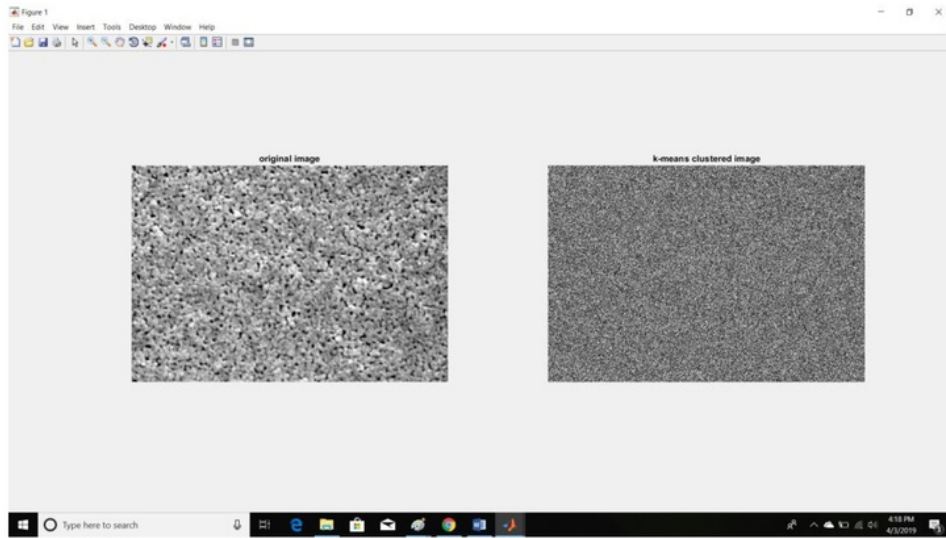 Figure 1
File Edit View Insert Tools Desktop Window Help
original image
k-means clustered image
Type here to search
4:18 PM
4/3/2019